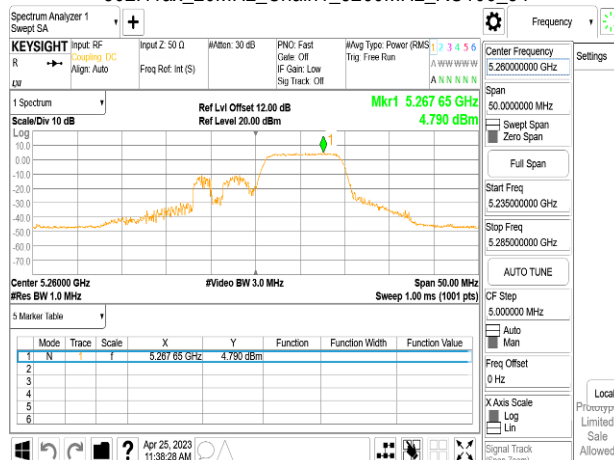 Spectrum Analyzer 1
Swept SA
Frequency
KEYSIGHT
R
Input: RF
Coupling: DC
Align: Auto
Input Z: 50 Ω
Freq Ref: Int (S)
#Atten: 30 dB
PNO: Fast
Gate: Off
IF Gain: Low
Sig Track: Off
#Avg Type: Power (RMS
Trig: Free Run
1 2 3 4 5 6
A W W W W W
A N N N N N
Center Frequency
5.260000000 GHz
Settings
1 Spectrum
Scale/Div 10 dB
Ref Lvl Offset 12.00 dB
Ref Level 20.00 dBm
Mkr1 5.267 65 GHz
4.790 dBm
Span
50.0000000 MHz
Swept Span
Zero Span
Full Span
Start Freq
5.235000000 GHz
Stop Freq
5.285000000 GHz
AUTO TUNE
CF Step
5.000000 MHz
Auto
Man
Freq Offset
0 Hz
X Axis Scale
Log
Lin
Signal Track
(Span Zoom)
Local
Log
10.0
0.00
-10.0
-20.0
-30.0
-40.0
-50.0
-60.0
-70.0
1
Center 5.26000 GHz
#Res BW 1.0 MHz
#Video BW 3.0 MHz
Span 50.00 MHz
Sweep 1.00 ms (1001 pts)
5 Marker Table
Mode Trace Scale X Y Function Function Width Function Value
1 N 1 f 5.267 65 GHz 4.790 dBm
2
3
4
5
6
Limited
Sale
Allowed
Apr 25, 2023
11:38:28 AM